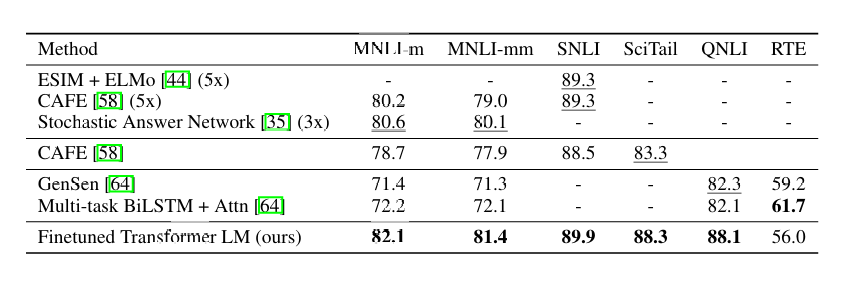 Method MNLI-m MNLI-mm SNLI SciTail QNLI RTE
ESIM + ELMo [44] (5x) - - 89.3 - - -
CAFE [58] (5x) 80.2 79.0 89.3 - - -
Stochastic Answer Network [35] (3x) 80.6 80.1 - - - -
CAFE [58] 78.7 77.9 88.5 83.3
GenSen [64] 71.4 71.3 - - 82.3 59.2
Multi-task BiLSTM + Attn [64] 72.2 72.1 - - 82.1 61.7
Finetuned Transformer LM (ours) 82.1 81.4 89.9 88.3 88.1 56.0